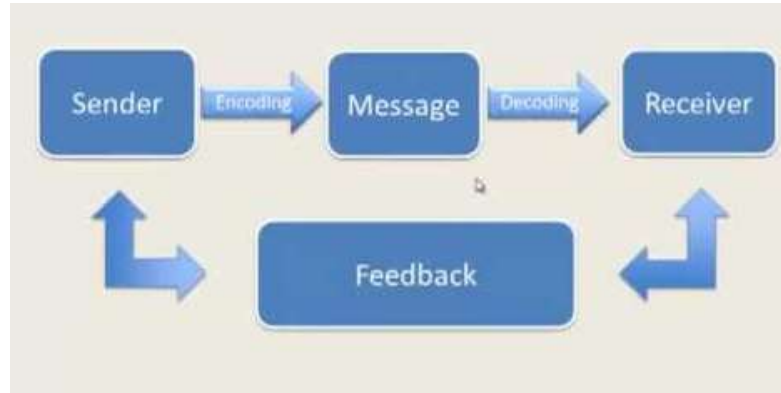 Sender
Encoding
Message
Decoding
Receiver
Feedback